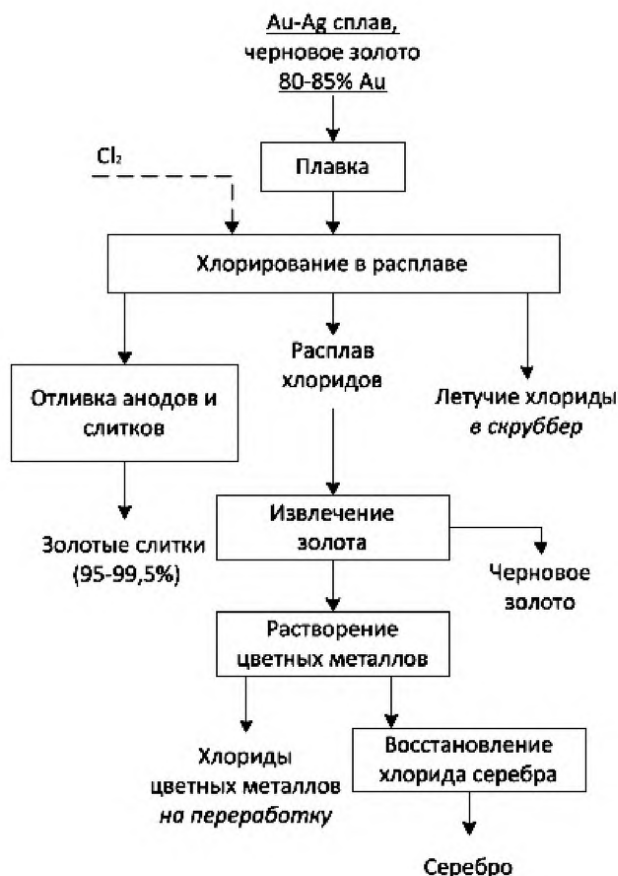 Au-Ag сплав,
черновое золото
80-85% Au
Cl₂
Плавка
Хлорирование в расплаве
Расплав
хлоридов
Отливка анодов и
слитков
Летучие хлориды
в скруббер
Извлечение
золота
Золотые слитки
(95-99,5%)
Черновое
золото
Растворение
цветных металлов
Восстановление
хлорида серебра
Хлориды
цветных металлов
на переработку
Серебро